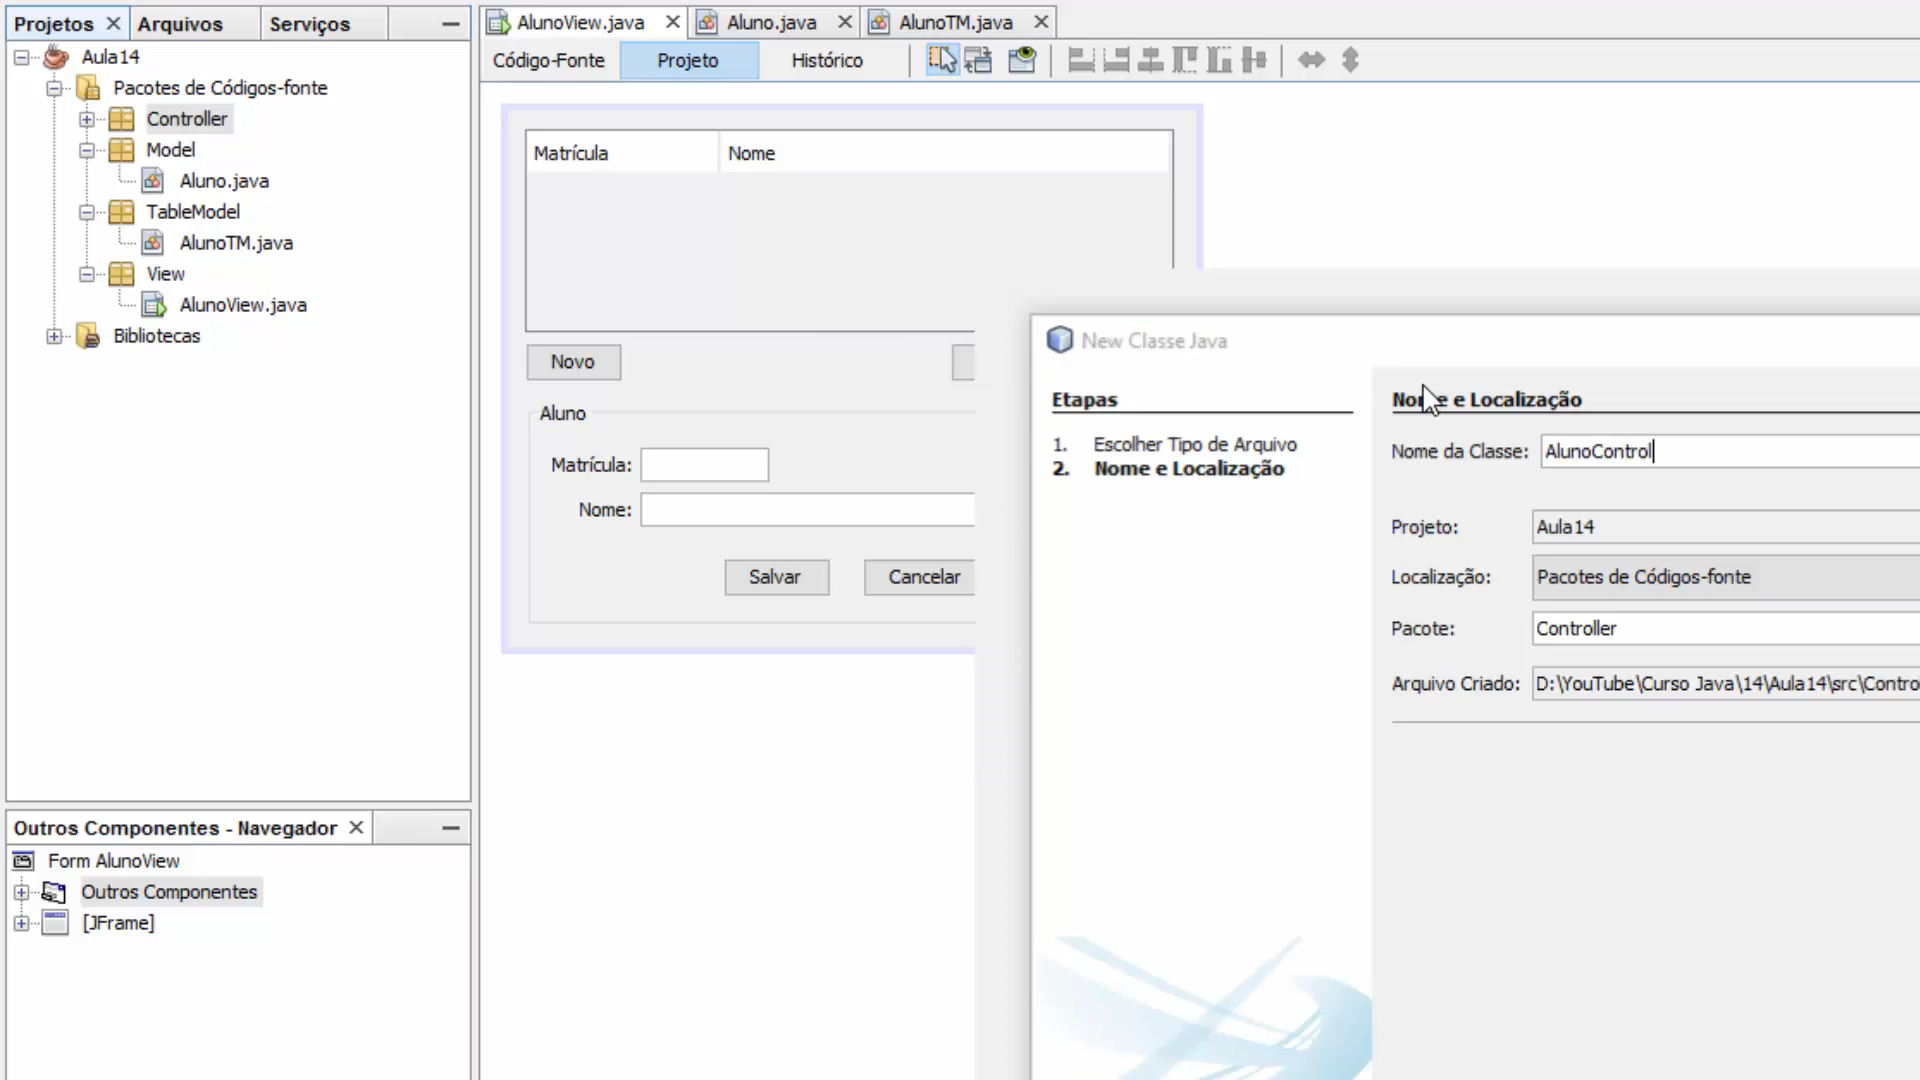 Projetos
Arquivos
Serviços
Aula14
Pacotes de Códigos-fonte
Controller
Model
Aluno.java
TableModel
AlunoTM.java
View
AlunoView.java
Bibliotecas
Outros Componentes - Navegador
Form AlunoView
Outros Componentes
[JFrame]
AlunoView.java
Aluno.java
AlunoTM.java
Código-Fonte
Projeto
Histórico
Matrícula
Nome
Novo
Aluno
Matrícula:
Nome:
Salvar
Cancelar
New Classe Java
Etapas
1. Escolher Tipo de Arquivo
2. Nome e Localização
Nome e Localização
Nome da Classe: AlunoControl
Projeto: Aula14
Localização: Pacotes de Códigos-fonte
Pacote: Controller
Arquivo Criado: D:\YouTube\Curso Java\14\Aula14\src\Contro